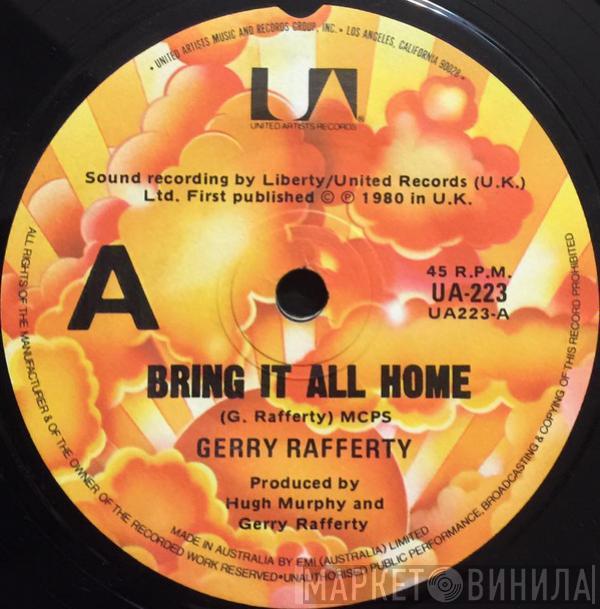 • UNITED ARTISTS MUSIC AND RECORDS GROUP, INC. • LOS ANGELES, CALIFORNIA 90028 •
UA
®
UNITED ARTISTS RECORDS
Sound recording by Liberty/United Records (U.K.)
Ltd. First published © ℗ 1980 in U.K.
A
45 R.P.M.
UA-223
UA223-A
BRING IT ALL HOME
(G. Rafferty) MCPS
GERRY RAFFERTY
Produced by
Hugh Murphy and
Gerry Rafferty
MADE IN AUSTRALIA BY EMI (AUSTRALIA) LIMITED
ALL RIGHTS OF THE MANUFACTURER & OF THE OWNER OF THE RECORDED WORK RESERVED • UNAUTHORISED PUBLIC PERFORMANCE, BROADCASTING & COPYING OF THIS RECORD PROHIBITED
МАРКЕТ ВИНИЛА!